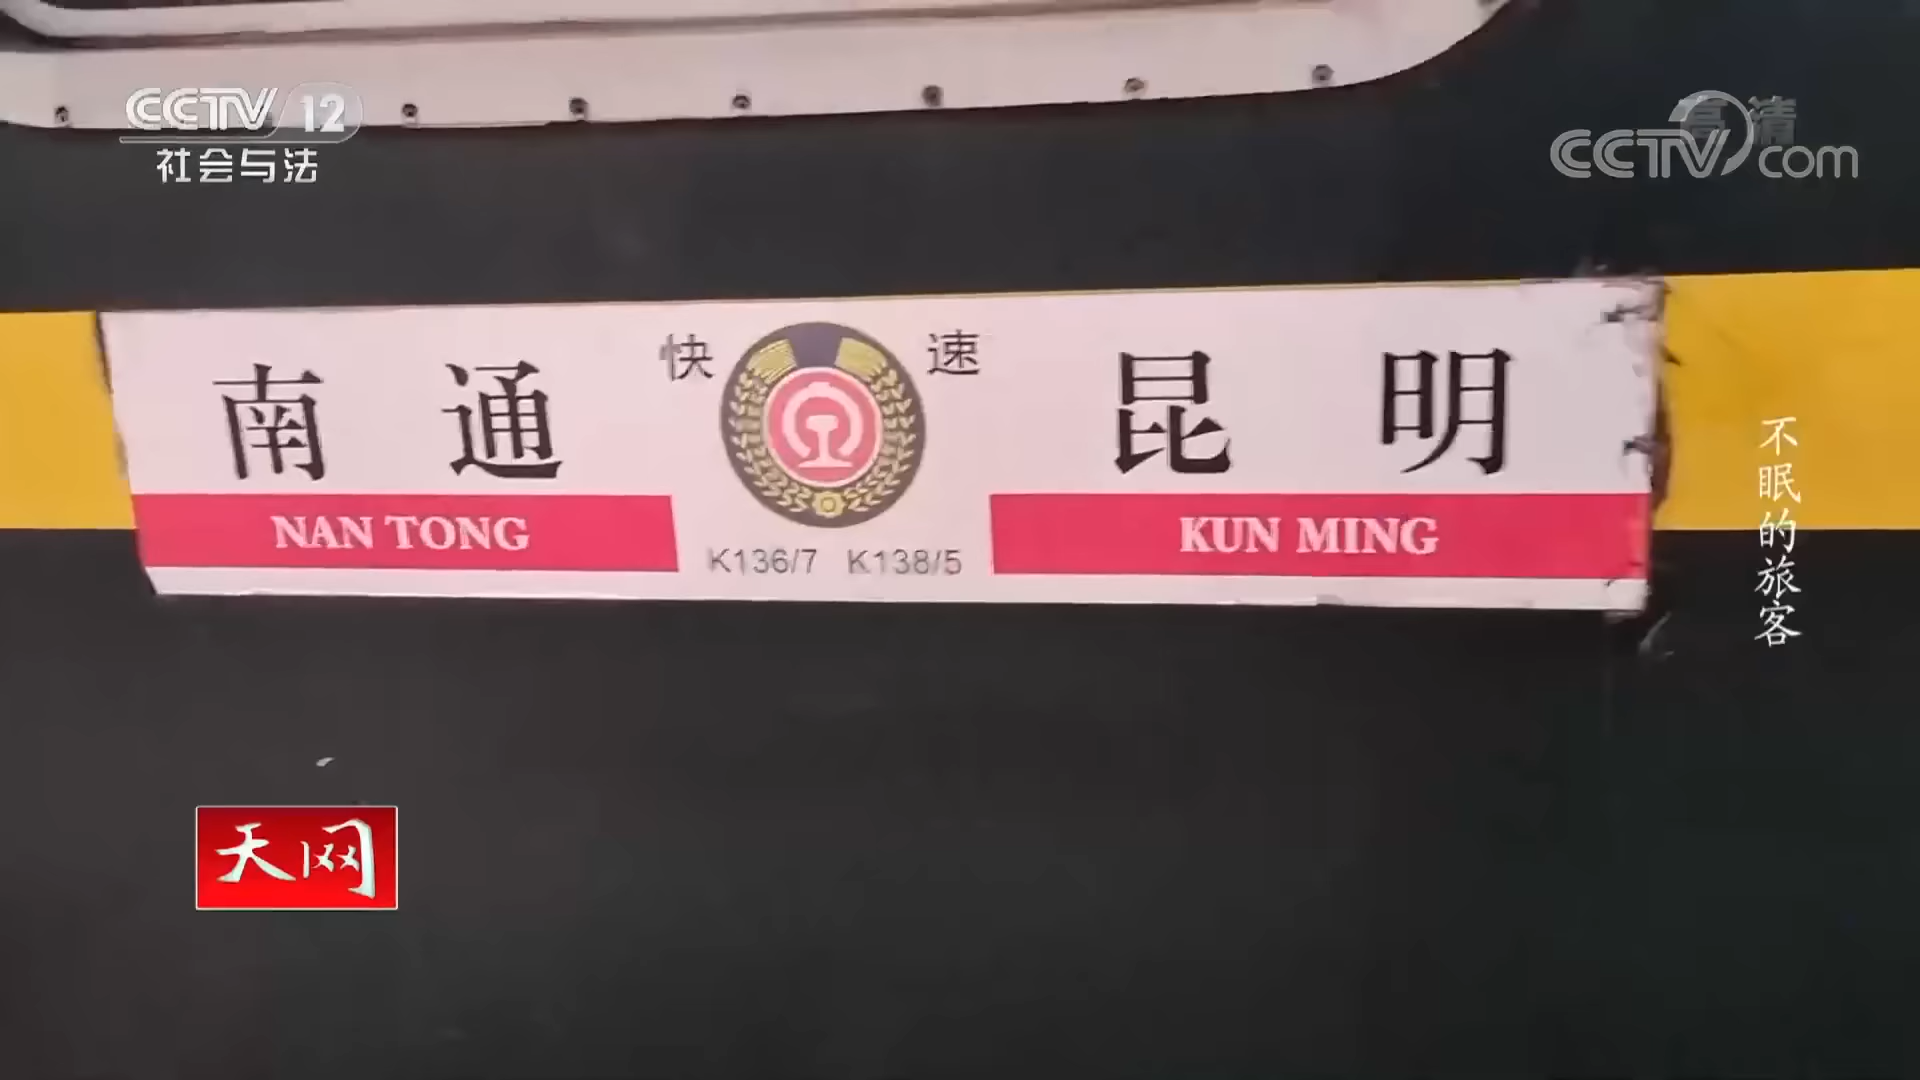 CCTV 12
社会与法
高清
CCTV com
南通 快速 昆明
NAN TONG K136/7 K138/5 KUN MING
不眠的旅客
天网